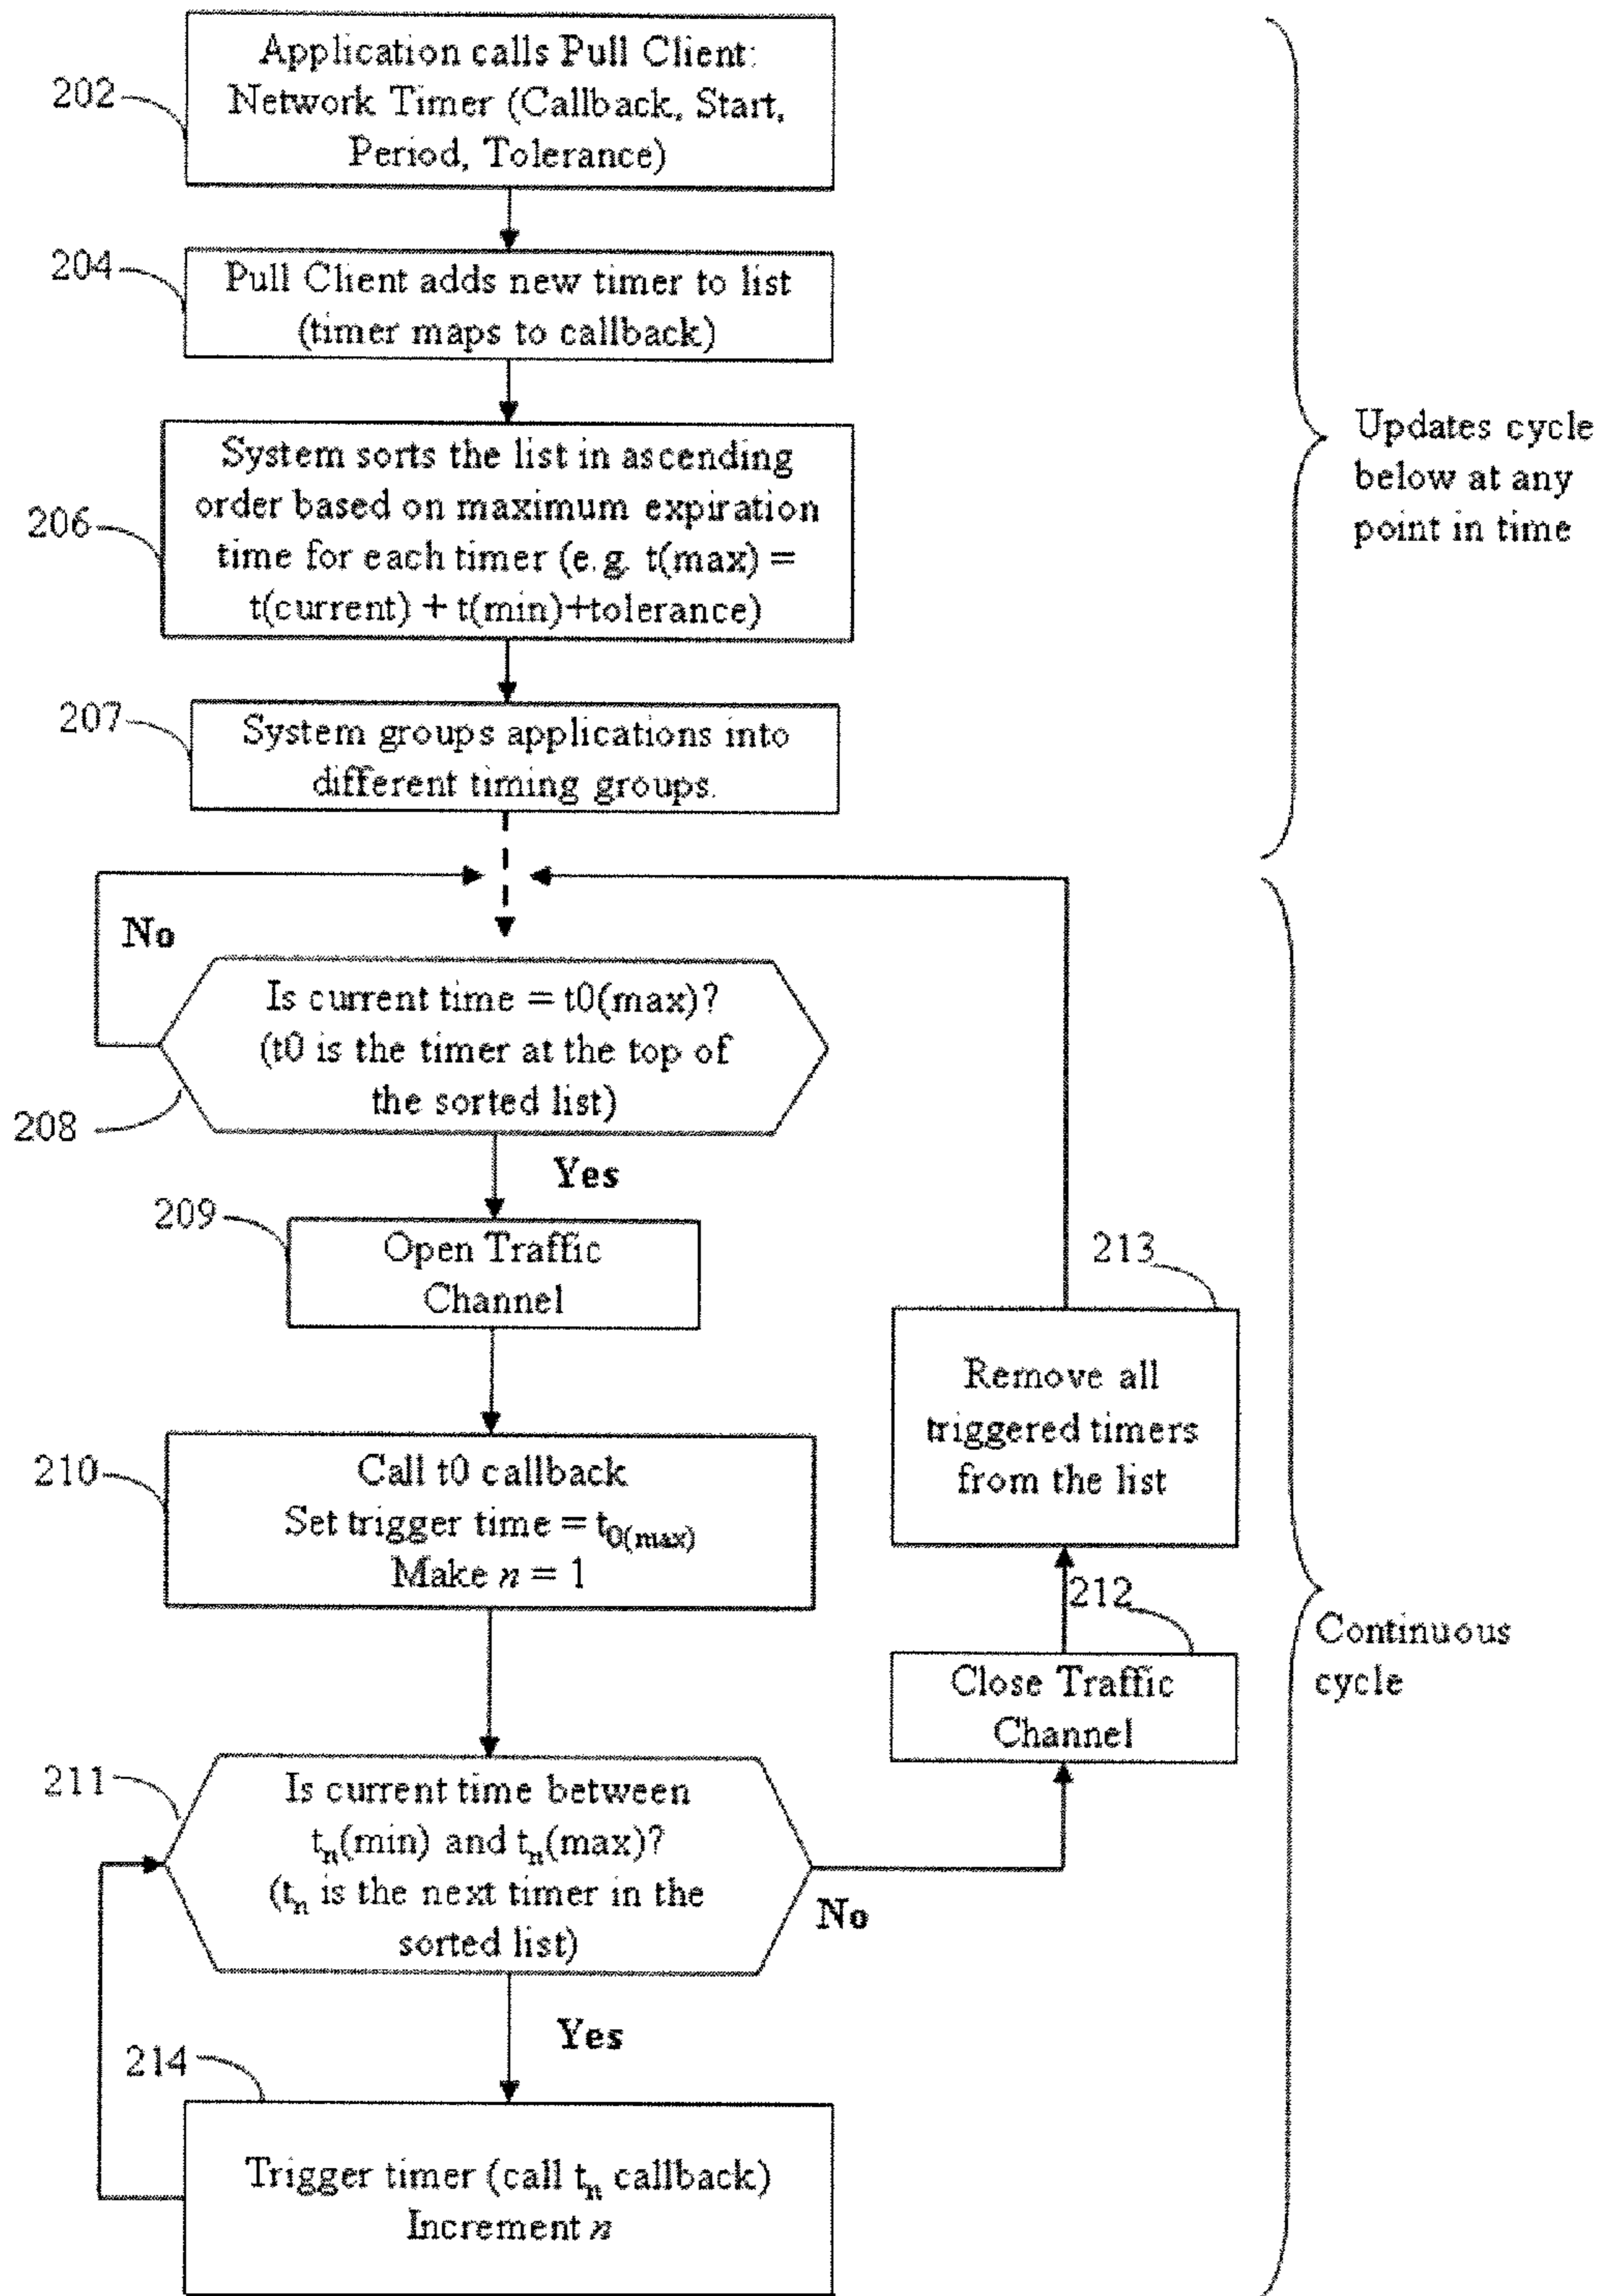 Application calls Pull Client:
Network Timer (Callback, Start,
Period, Tolerance)
202
204
Pull Client adds new timer to list
(timer maps to callback)
System sorts the list in ascending
order based on maximum expiration
time for each timer (e.g. t(max) =
t(current) + t(min)+tolerance)
206
Updates cycle
below at any
point in time
207
System groups applications into
different timing groups.
No
Is current time = t0(max)?
(t0 is the timer at the top of
the sorted list)
208
Yes
209
Open Traffic
Channel
213
Remove all
triggered timers
from the list
210
Call t0 callback
Set trigger time = t0(max)
Make n = 1
212
Close Traffic
Channel
Continuous
cycle
211
Is current time between
tn(min) and tn(max)?
(tn is the next timer in the
sorted list)
No
Yes
214
Trigger timer (call tn callback)
Increment n